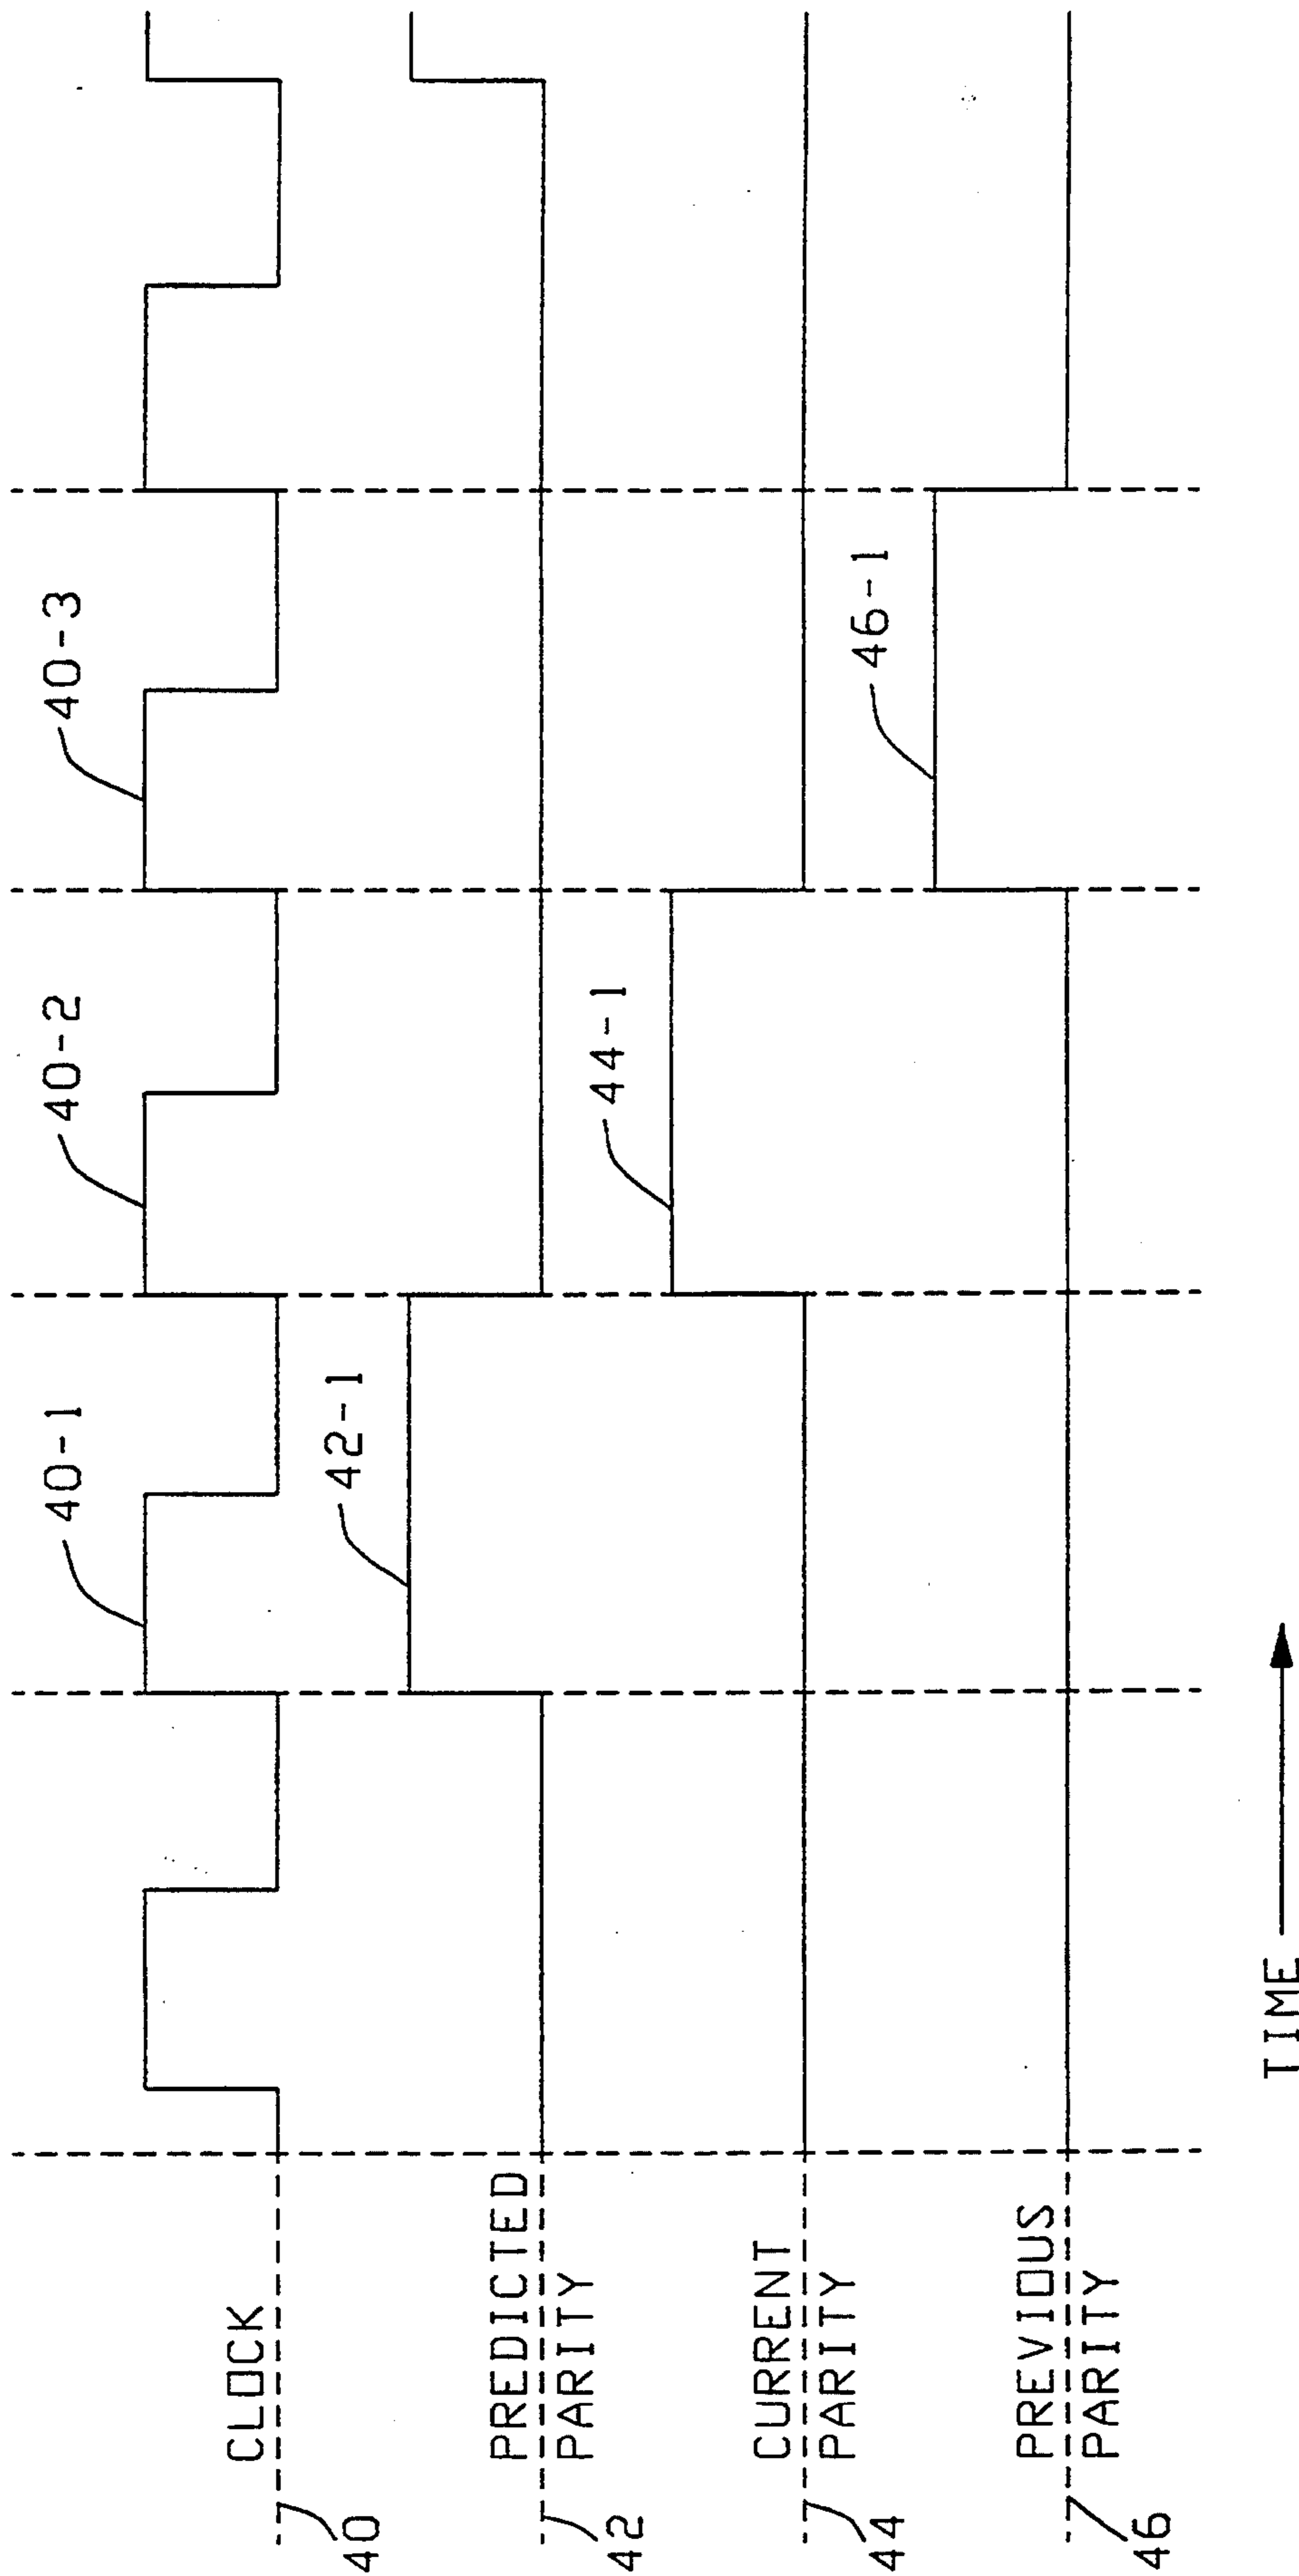 40-1
40-2
40-3
CLOCK
40
42-1
PREDICTED
PARITY
42
44-1
CURRENT
PARITY
44
46-1
PREVIOUS
PARITY
46
TIME